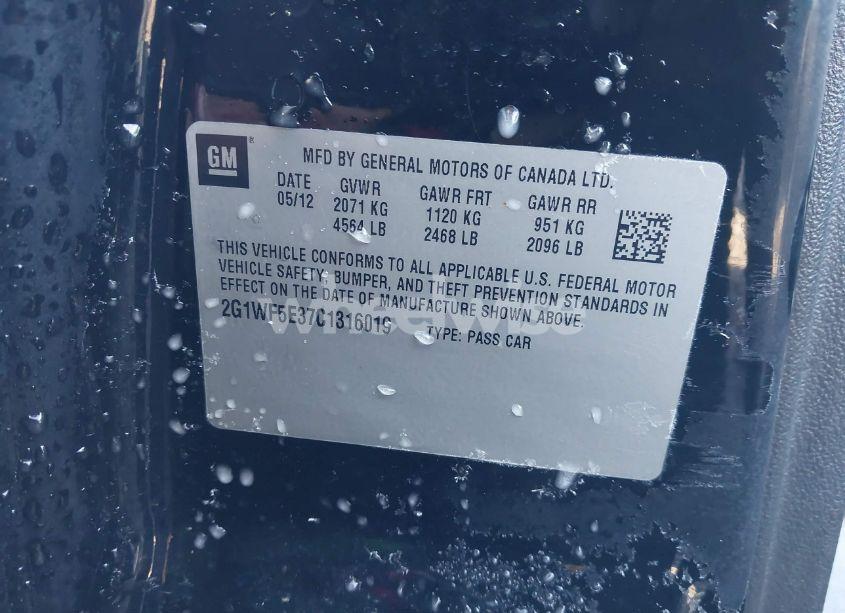 GM ®
MFD BY GENERAL MOTORS OF CANADA LTD.
DATE GVWR GAWR FRT GAWR RR
05/12 2071 KG 1120 KG 951 KG
4564 LB 2468 LB 2096 LB
THIS VEHICLE CONFORMS TO ALL APPLICABLE U.S. FEDERAL MOTOR
VEHICLE SAFETY, BUMPER, AND THEFT PREVENTION STANDARDS IN
EFFECT ON THE DATE OF MANUFACTURE SHOWN ABOVE.
2G1WF5E37C1316019 TYPE: PASS CAR